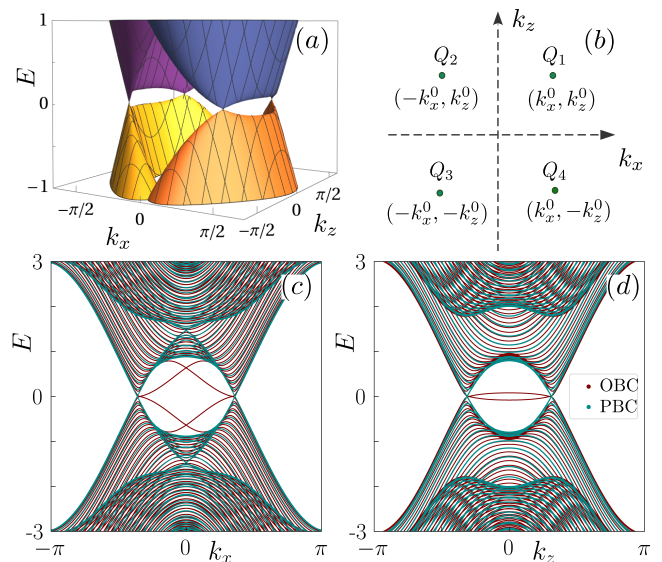 1
(a)
E
0
-1
−π/2
0
π/2
k_x
−π/2
0
π/2
k_z
k_z
(b)
Q_2
Q_1
(-k_x^0, k_z^0)
(k_x^0, k_z^0)
k_x
Q_3
Q_4
(-k_x^0, -k_z^0)
(k_x^0, -k_z^0)
3
(c)
E
0
-3
−π
0
k_x
π
3
(d)
E
0
OBC
PBC
-3
−π
0
k_z
π